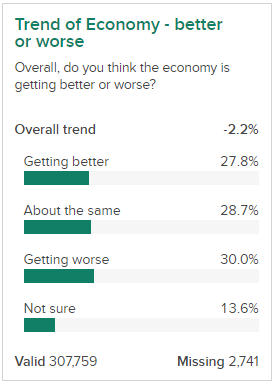 Trend of Economy - better
or worse
Overall, do you think the economy is
getting better or worse?
Overall trend -2.2%
Getting better 27.8%
About the same 28.7%
Getting worse 30.0%
Not sure 13.6%
Valid 307,759 Missing 2,741